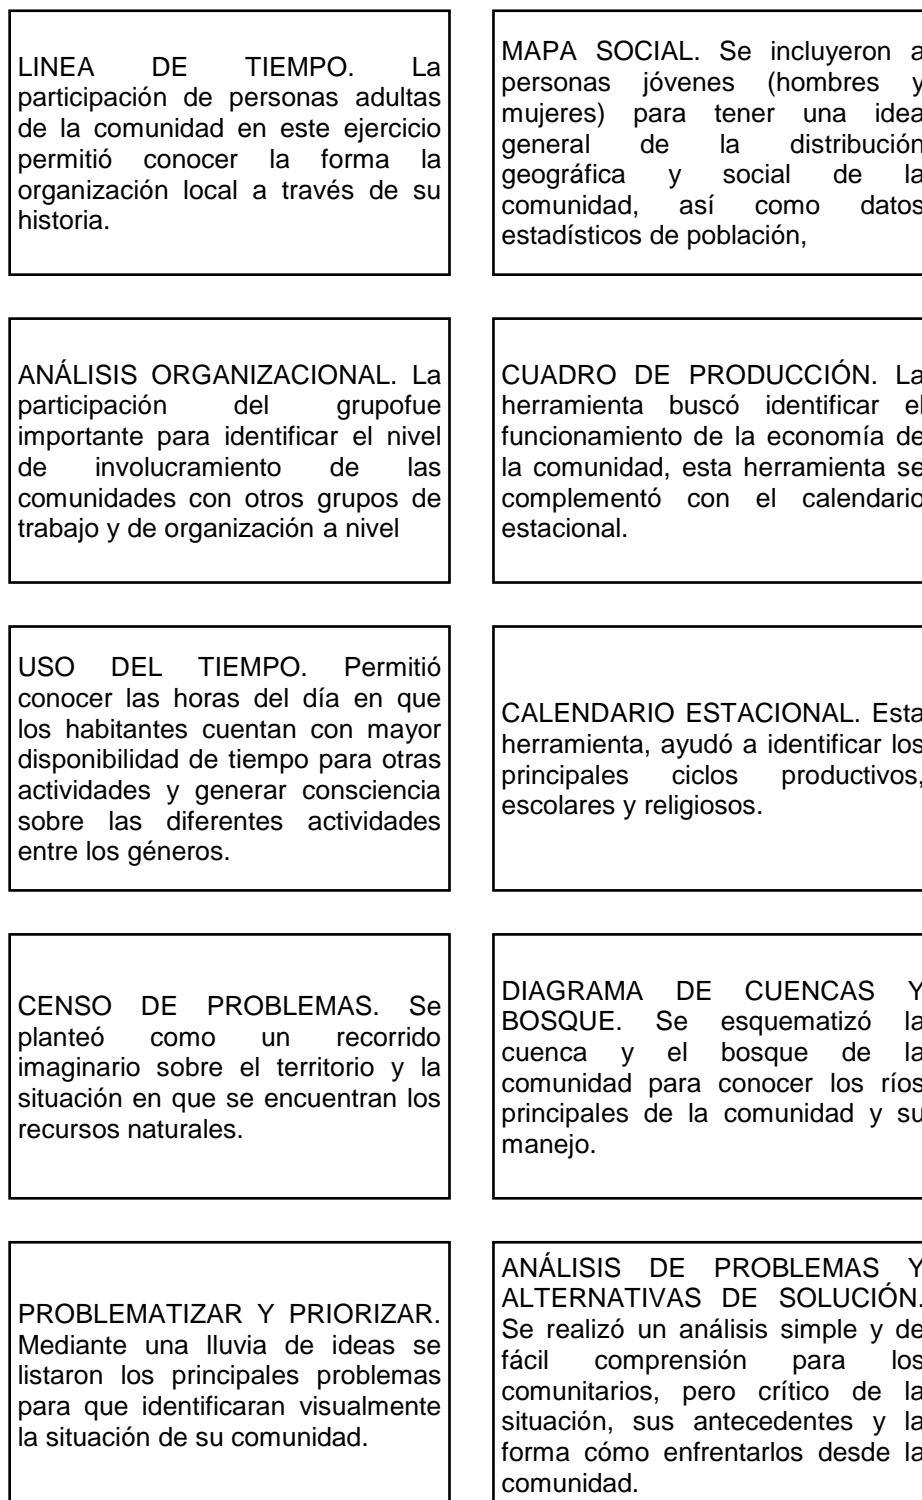 LINEA DE TIEMPO. La
participación de personas adultas
de la comunidad en este ejercicio
permitió conocer la forma la
organización local a través de su
historia.
MAPA SOCIAL. Se incluyeron a
personas jóvenes (hombres y
mujeres) para tener una idea
general de la distribución
geográfica y social de la
comunidad, así como datos
estadísticos de población,
ANÁLISIS ORGANIZACIONAL. La
participación del grupofue
importante para identificar el nivel
de involucramiento de las
comunidades con otros grupos de
trabajo y de organización a nivel
CUADRO DE PRODUCCIÓN. La
herramienta buscó identificar el
funcionamiento de la economía de
la comunidad, esta herramienta se
complementó con el calendario
estacional.
USO DEL TIEMPO. Permitió
conocer las horas del día en que
los habitantes cuentan con mayor
disponibilidad de tiempo para otras
actividades y generar consciencia
sobre las diferentes actividades
entre los géneros.
CALENDARIO ESTACIONAL. Esta
herramienta, ayudó a identificar los
principales ciclos productivos,
escolares y religiosos.
CENSO DE PROBLEMAS. Se
planteó como un recorrido
imaginario sobre el territorio y la
situación en que se encuentran los
recursos naturales.
DIAGRAMA DE CUENCAS Y
BOSQUE. Se esquematizó la
cuenca y el bosque de la
comunidad para conocer los ríos
principales de la comunidad y su
manejo.
PROBLEMATIZAR Y PRIORIZAR.
Mediante una lluvia de ideas se
listaron los principales problemas
para que identificaran visualmente
la situación de su comunidad.
ANÁLISIS DE PROBLEMAS Y
ALTERNATIVAS DE SOLUCIÓN.
Se realizó un análisis simple y de
fácil comprensión para los
comunitarios, pero crítico de la
situación, sus antecedentes y la
forma cómo enfrentarlos desde la
comunidad.